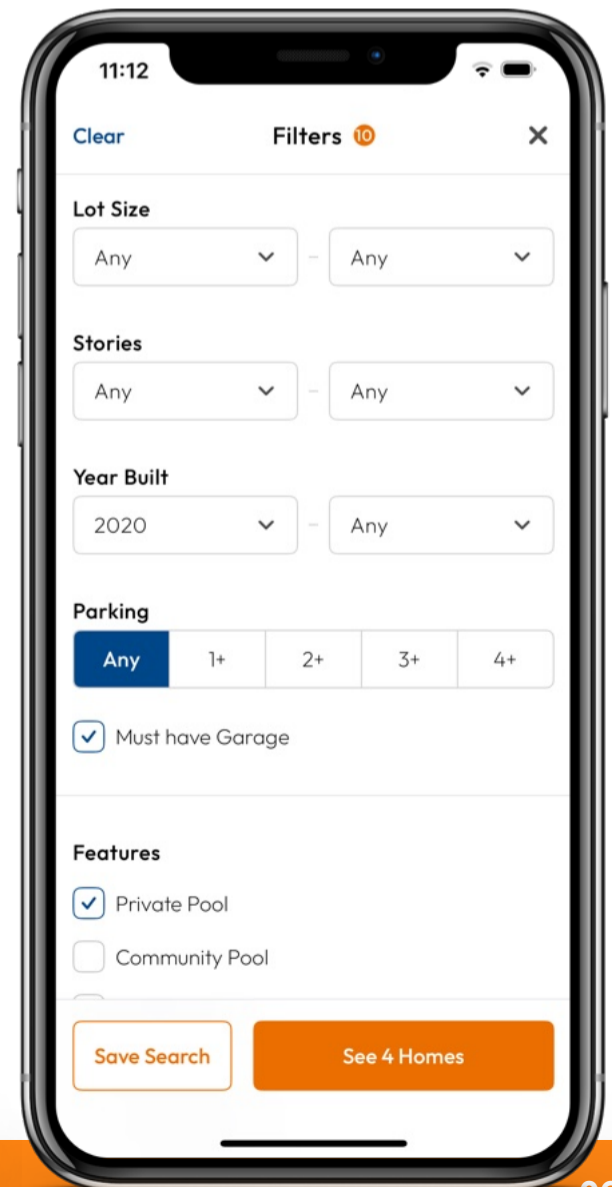 11:12
Clear Filters 10
Lot Size
Any - Any
Stories
Any - Any
Year Built
2020 - Any
Parking
Any 1+ 2+ 3+ 4+
Must have Garage
Features
Private Pool
Community Pool
Save Search See 4 Homes